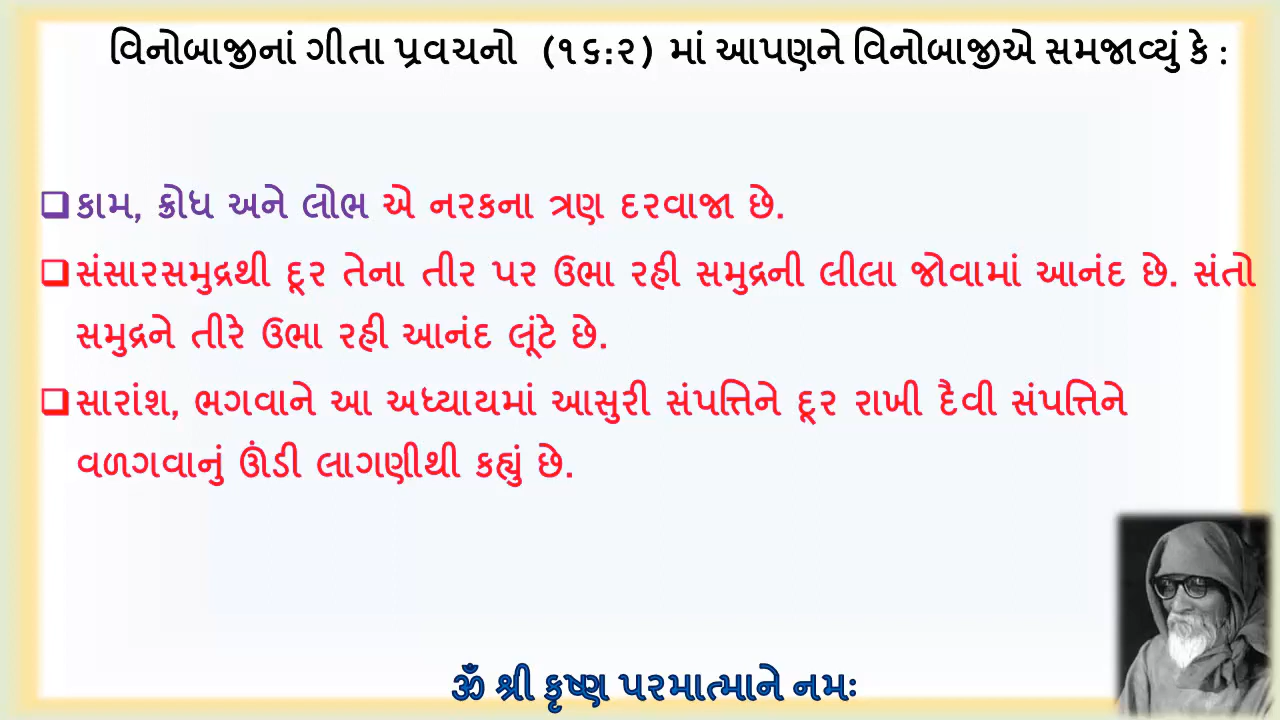 વિનોબાજીનાં ગીતા પ્રવચનો (૧૬:૨) માં આપણને વિનોબાજીએ સમજાવ્યું કે :
કામ, ક્રોધ અને લોભ એ નરકના ત્રણ દરવાજા છે.
સંસારસમુદ્રથી દૂર તેના તીર પર ઉભા રહી સમુદ્રની લીલા જોવામાં આનંદ છે. સંતો
સમુદ્રને તીરે ઉભા રહી આનંદ લૂંટે છે.
સારાંશ, ભગવાને આ અધ્યાયમાં આસુરી સંપત્તિને દૂર રાખી દૈવી સંપત્તિને
વળગવાનું ઊંડી લાગણીથી કહ્યું છે.
ૐ શ્રી કૃષ્ણ પરમાત્માને નમઃ